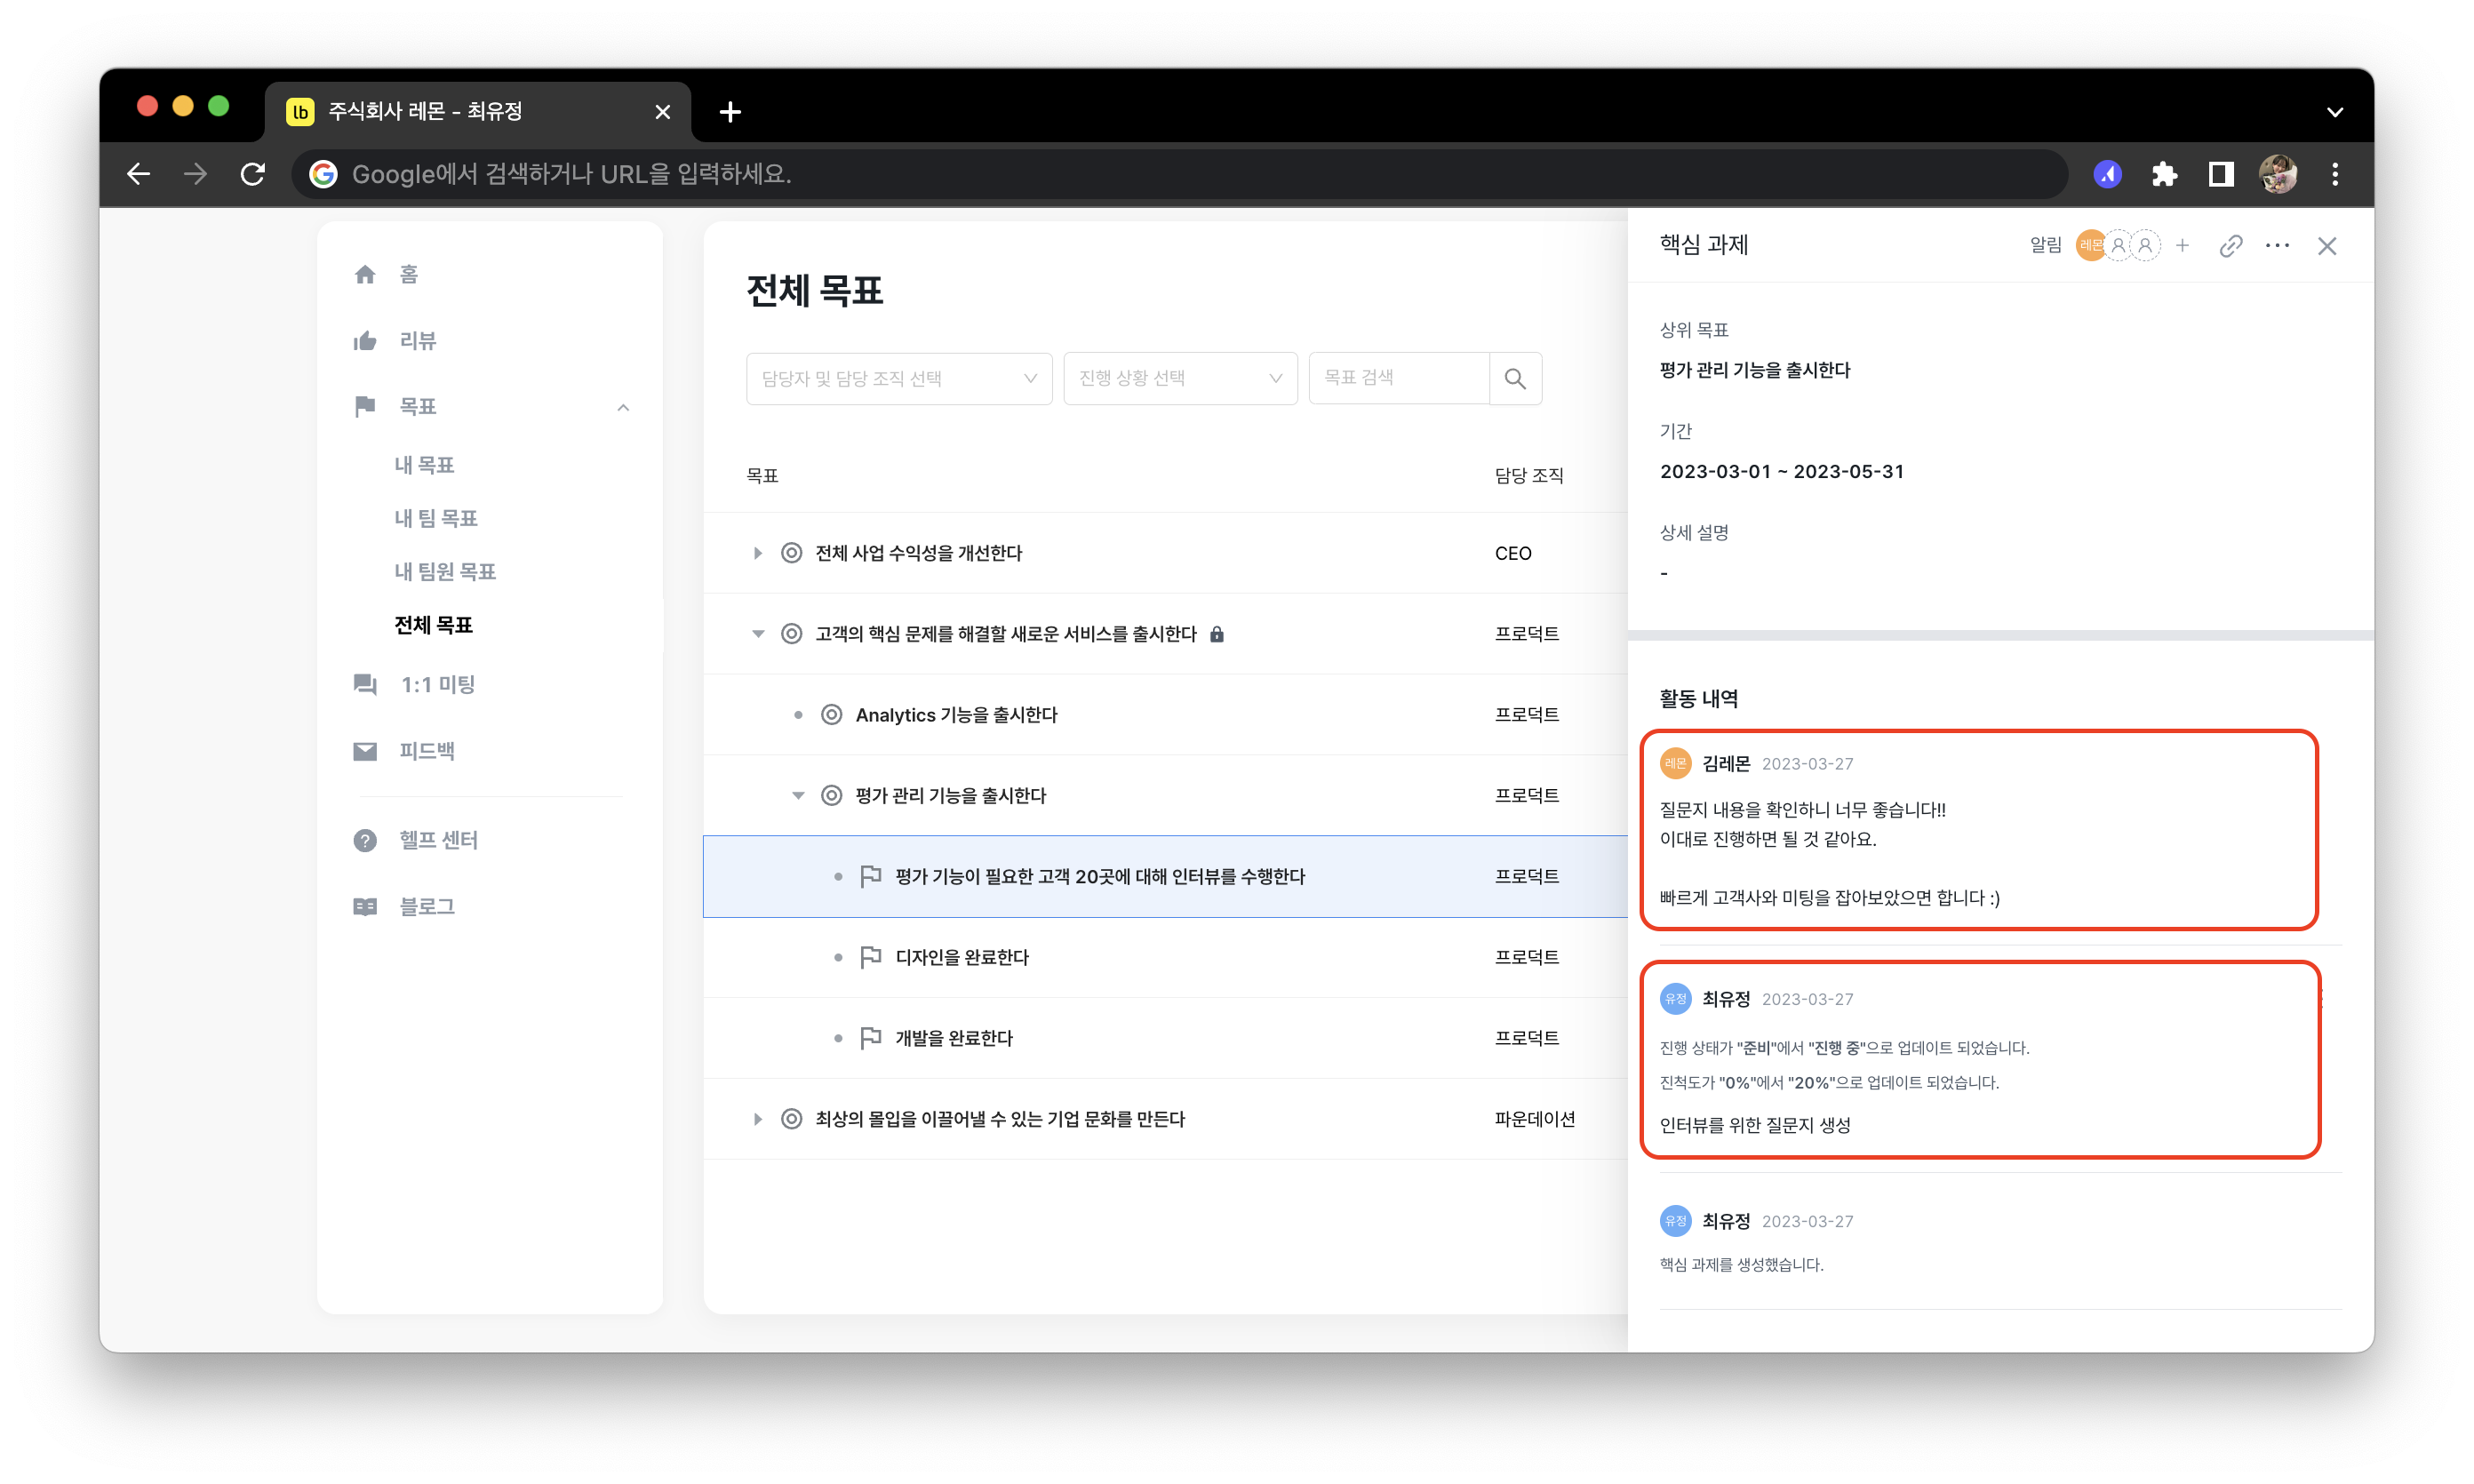 lb 주식회사 레몬 - 최유정
Google에서 검색하거나 URL을 입력하세요.
홈
리뷰
목표
내 목표
내 팀 목표
내 팀원 목표
전체 목표
1:1 미팅
피드백
헬프 센터
블로그
전체 목표
담당자 및 담당 조직 선택
진행 상황 선택
목표 검색
목표 담당 조직
전체 사업 수익성을 개선한다 CEO
고객의 핵심 문제를 해결할 새로운 서비스를 출시한다 프로덕트
Analytics 기능을 출시한다 프로덕트
평가 관리 기능을 출시한다 프로덕트
평가 기능이 필요한 고객 20곳에 대해 인터뷰를 수행한다 프로덕트
디자인을 완료한다 프로덕트
개발을 완료한다 프로덕트
최상의 몰입을 이끌어낼 수 있는 기업 문화를 만든다 파운데이션
핵심 과제
알림 레몬
상위 목표
평가 관리 기능을 출시한다
기간
2023-03-01 ~ 2023-05-31
상세 설명
-
활동 내역
레몬 김레몬 2023-03-27
질문지 내용을 확인하니 너무 좋습니다!!
이대로 진행하면 될 것 같아요.
빠르게 고객사와 미팅을 잡아보았으면 합니다 :)
유정 최유정 2023-03-27
진행 상태가 "준비"에서 "진행 중"으로 업데이트 되었습니다.
진척도가 "0%"에서 "20%"으로 업데이트 되었습니다.
인터뷰를 위한 질문지 생성
유정 최유정 2023-03-27
핵심 과제를 생성했습니다.